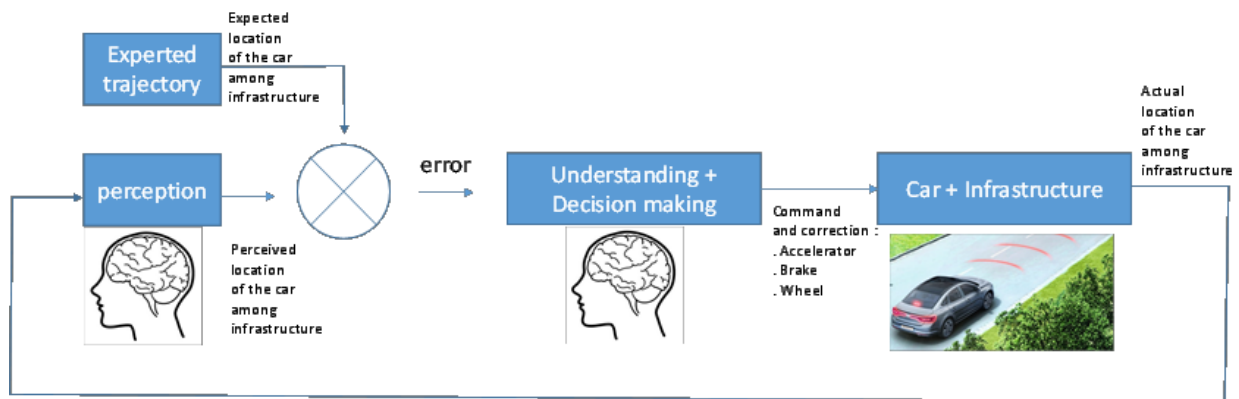 Experted
trajectory
Expected
location
of the car
among
infrastructure
perception
Perceived
location
of the car
among
infrastructure
error
Understanding +
Decision making
Command
and correction :
. Accelerator
. Brake
. Wheel
Car + Infrastructure
Actual
location
of the car
among
infrastructure